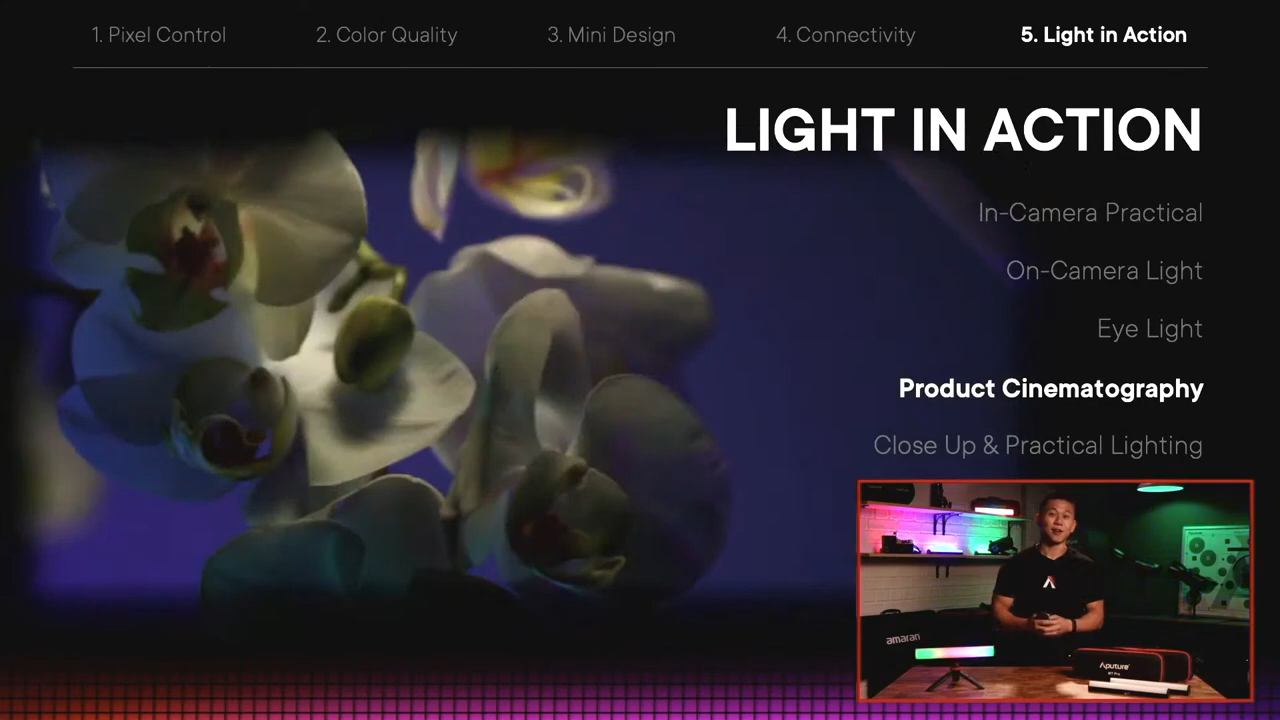 1. Pixel Control
2. Color Quality
3. Mini Design
4. Connectivity
5. Light in Action
LIGHT IN ACTION
In-Camera Practical
On-Camera Light
Eye Light
Product Cinematography
Close Up & Practical Lighting
amaran
Aputure